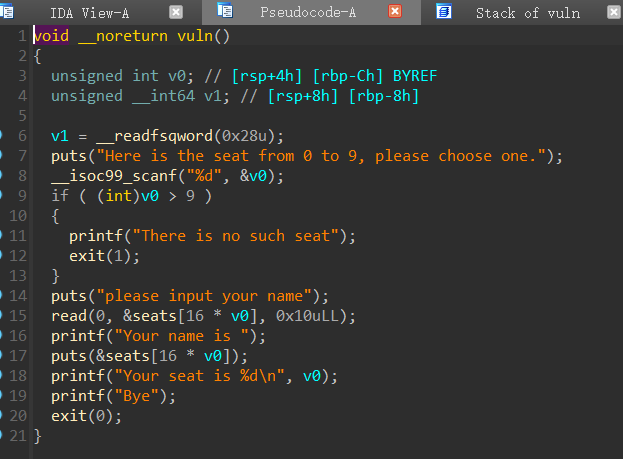 IDA View-A Pseudocode-A Stack of vuln
1 void __noreturn vuln()
2 {
3 unsigned int v0; // [rsp+4h] [rbp-Ch] BYREF
4 unsigned __int64 v1; // [rsp+8h] [rbp-8h]
5
6 v1 = __readfsqword(0x28u);
7 puts("Here is the seat from 0 to 9, please choose one.");
8 __isoc99_scanf("%d", &v0);
9 if ( (int)v0 > 9 )
10 {
11 printf("There is no such seat");
12 exit(1);
13 }
14 puts("please input your name");
15 read(0, &seats[16 * v0], 0x10uLL);
16 printf("Your name is ");
17 puts(&seats[16 * v0]);
18 printf("Your seat is %d\n", v0);
19 printf("Bye");
20 exit(0);
21 }